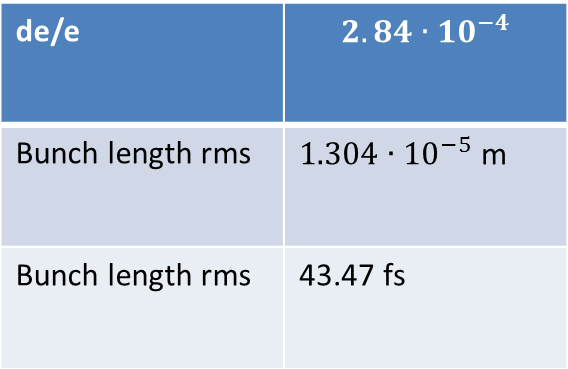 de/e 2.84 · 10⁻⁴
Bunch length rms 1.304 · 10⁻⁵ m
Bunch length rms 43.47 fs